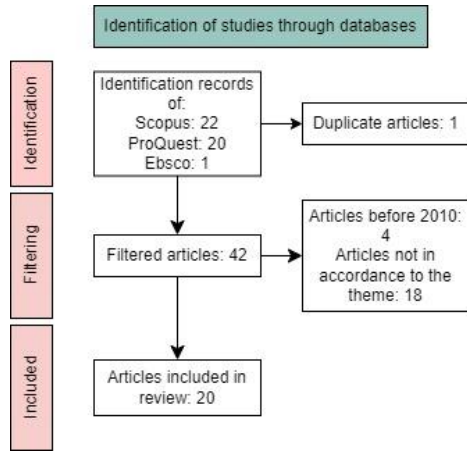 Identification of studies through databases
Identification
Identification records
of:
Scopus: 22
ProQuest: 20
Ebsco: 1
Duplicate articles: 1
Filtering
Filtered articles: 42
Articles before 2010:
4
Articles not in
accordance to the
theme: 18
Included
Articles included in
review: 20